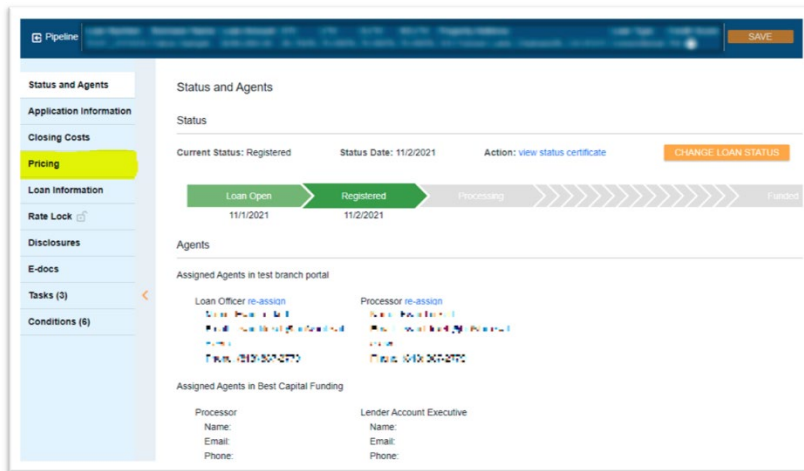 Pipeline
SAVE
Status and Agents
Application Information
Closing Costs
Pricing
Loan Information
Rate Lock
Disclosures
E-docs
Tasks (3)
Conditions (6)
Status and Agents
Status
Current Status: Registered Status Date: 11/2/2021 Action: view status certificate CHANGE LOAN STATUS
Loan Open Registered Processing Funded
11/1/2021 11/2/2021
Agents
Assigned Agents in test branch portal
Loan Officer re-assign Processor re-assign
Assigned Agents in Best Capital Funding
Processor Lender Account Executive
Name: Name:
Email: Email:
Phone: Phone: